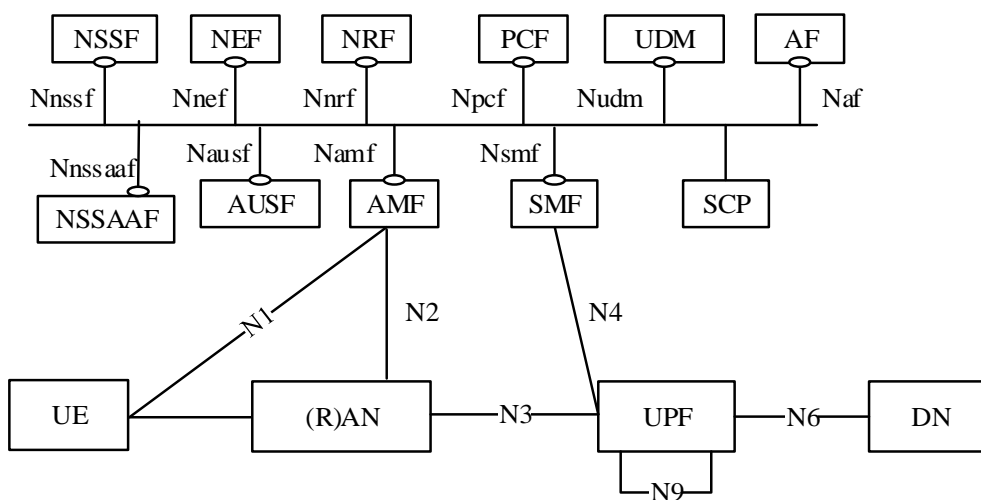 NSSF
NEF
NRF
PCF
UDM
AF
Nnssf
Nnef
Nnrf
Npcf
Nudm
Naf
Nnssaaf
Nausf
Namf
Nsmf
NSSAAF
AUSF
AMF
SMF
SCP
N1
N2
N4
UE
(R)AN
N3
UPF
N6
DN
N9